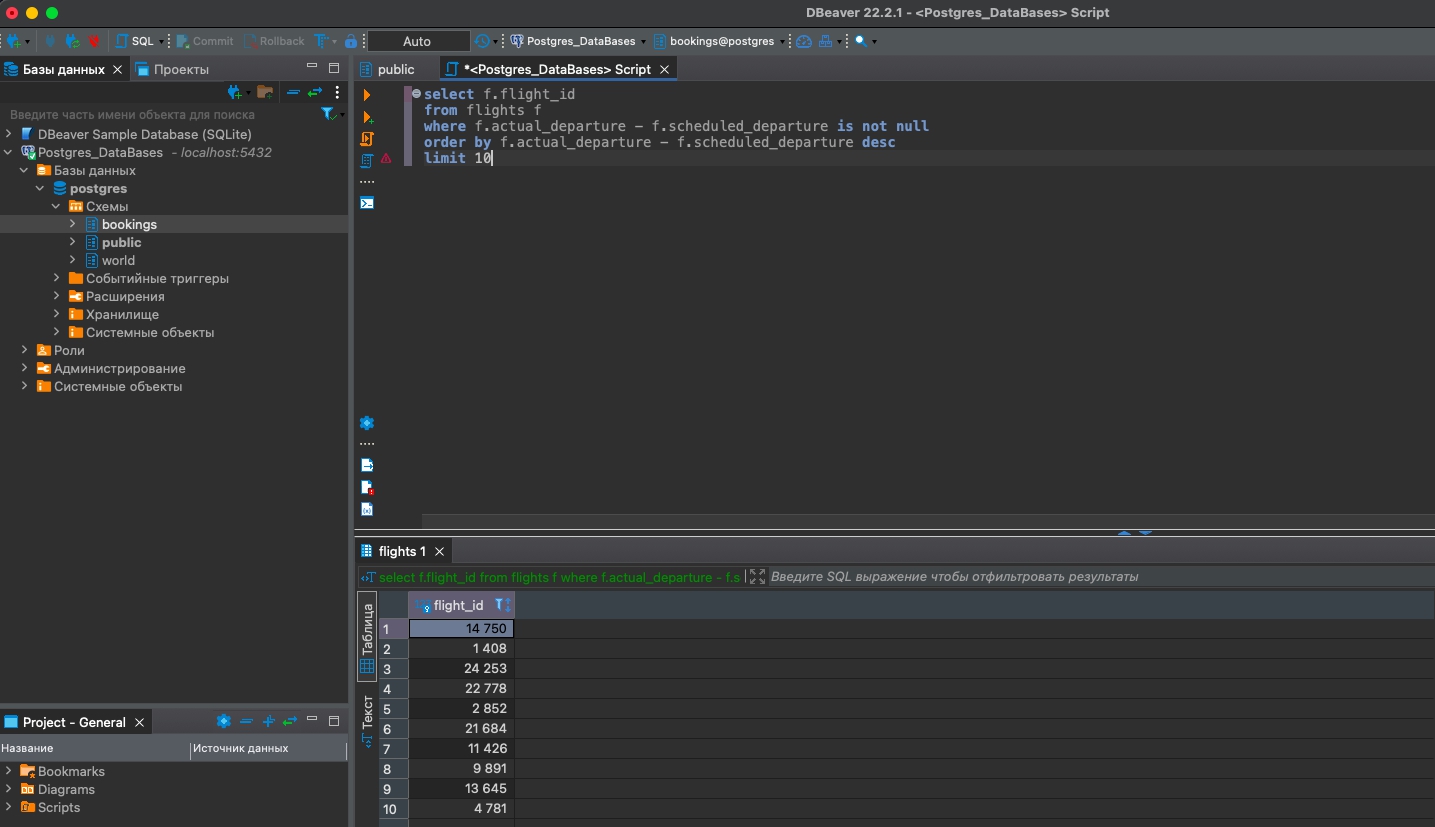 DBeaver 22.2.1 - <Postgres_DataBases> Script
SQL Commit Rollback Auto Postgres_DataBases bookings@postgres
Базы данных Проекты
Введите часть имени объекта для поиска
DBeaver Sample Database (SQLite)
Postgres_DataBases - localhost:5432
Базы данных
postgres
Схемы
bookings
public
world
Событийные триггеры
Расширения
Хранилище
Системные объекты
Роли
Администрирование
Системные объекты
Project - General
Название Источник данных
Bookmarks
Diagrams
Scripts
public *<Postgres_DataBases> Script
select f.flight_id
from flights f
where f.actual_departure - f.scheduled_departure is not null
order by f.actual_departure - f.scheduled_departure desc
limit 10
flights 1
select f.flight_id from flights f where f.actual_departure - f.s Введите SQL выражение чтобы отфильтровать результаты
Таблица
Текст
flight_id
1 14 750
2 1 408
3 24 253
4 22 778
5 2 852
6 21 684
7 11 426
8 9 891
9 13 645
10 4 781